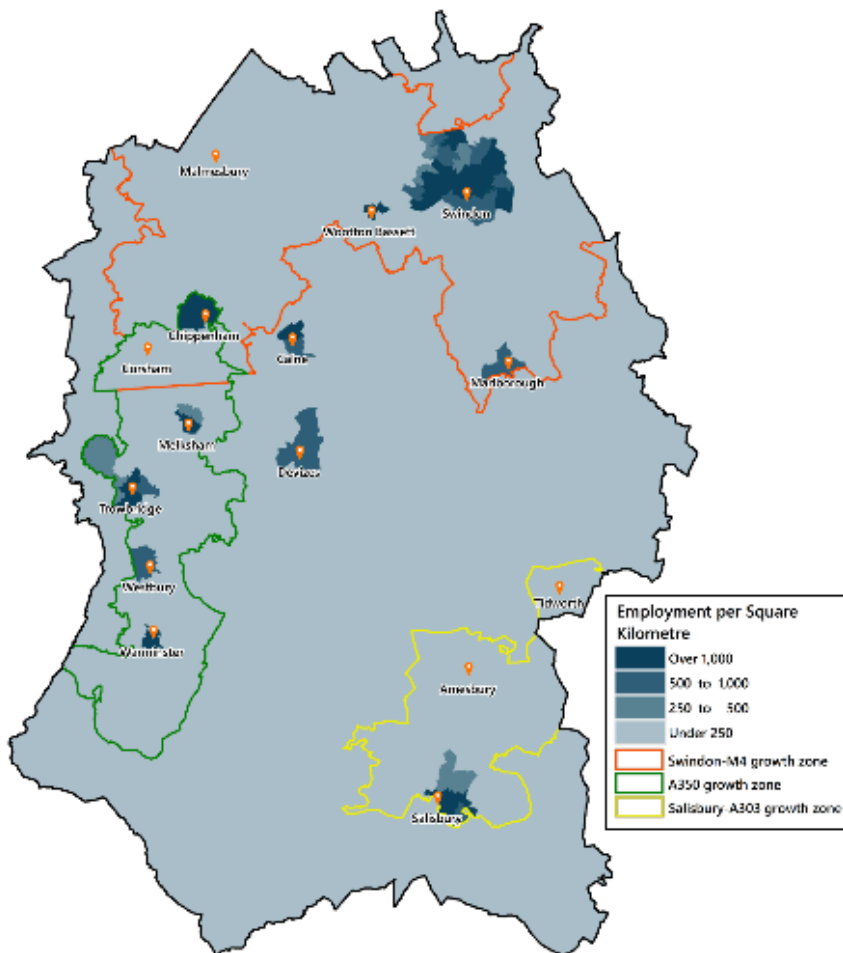 Malmesbury
Swindon
Wootton Bassett
Chippenham
Corsham
Calne
Marlborough
Melksham
Devizes
Trowbridge
Westbury
Tidworth
Warminster
Amesbury
Salisbury
Employment per Square
Kilometre
Over 1,000
500 to 1,000
250 to 500
Under 250
Swindon-M4 growth zone
A350 growth zone
Salisbury-A303 growth zone